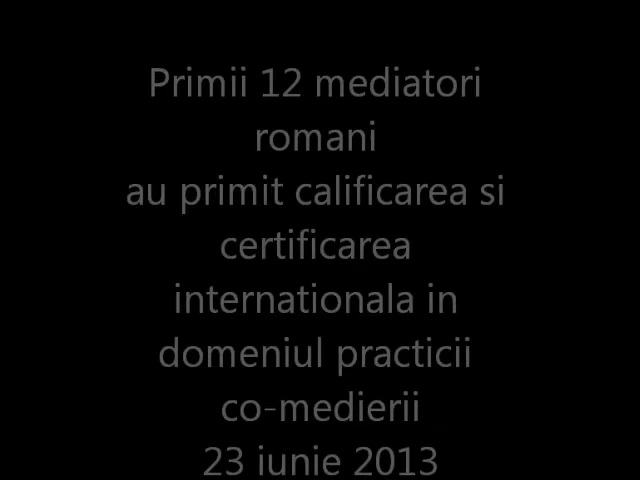 Primii 12 mediatori
romani
au primit calificarea si
certificarea
internationala in
domeniul practicii
co-medierii
23 iunie 2013